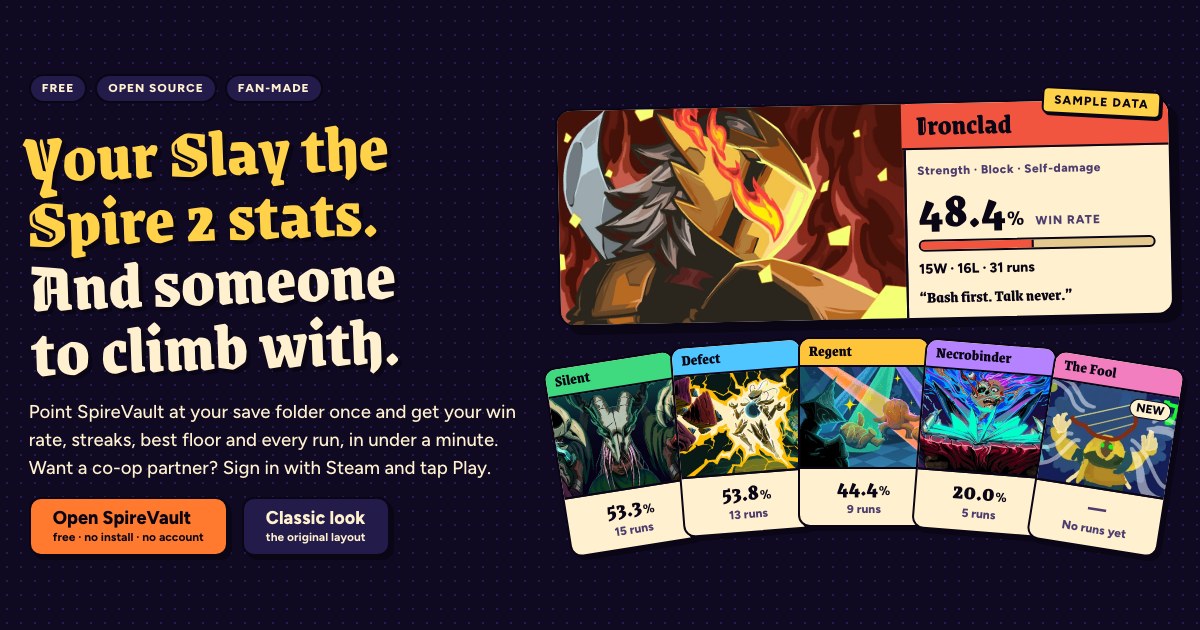 FREE
OPEN SOURCE
FAN-MADE
Your Slay the
Spire 2 stats.
And someone
to climb with.
Point SpireVault at your save folder once and get your win
rate, streaks, best floor and every run, in under a minute.
Want a co-op partner? Sign in with Steam and tap Play.
Open SpireVault
free · no install · no account
Classic look
the original layout
SAMPLE DATA
Ironclad
Strength · Block · Self-damage
48.4% WIN RATE
15W · 16L · 31 runs
“Bash first. Talk never.”
Silent
53.3%
15 runs
Defect
53.8%
13 runs
Regent
44.4%
9 runs
Necrobinder
20.0%
5 runs
The Fool
NEW
—
No runs yet